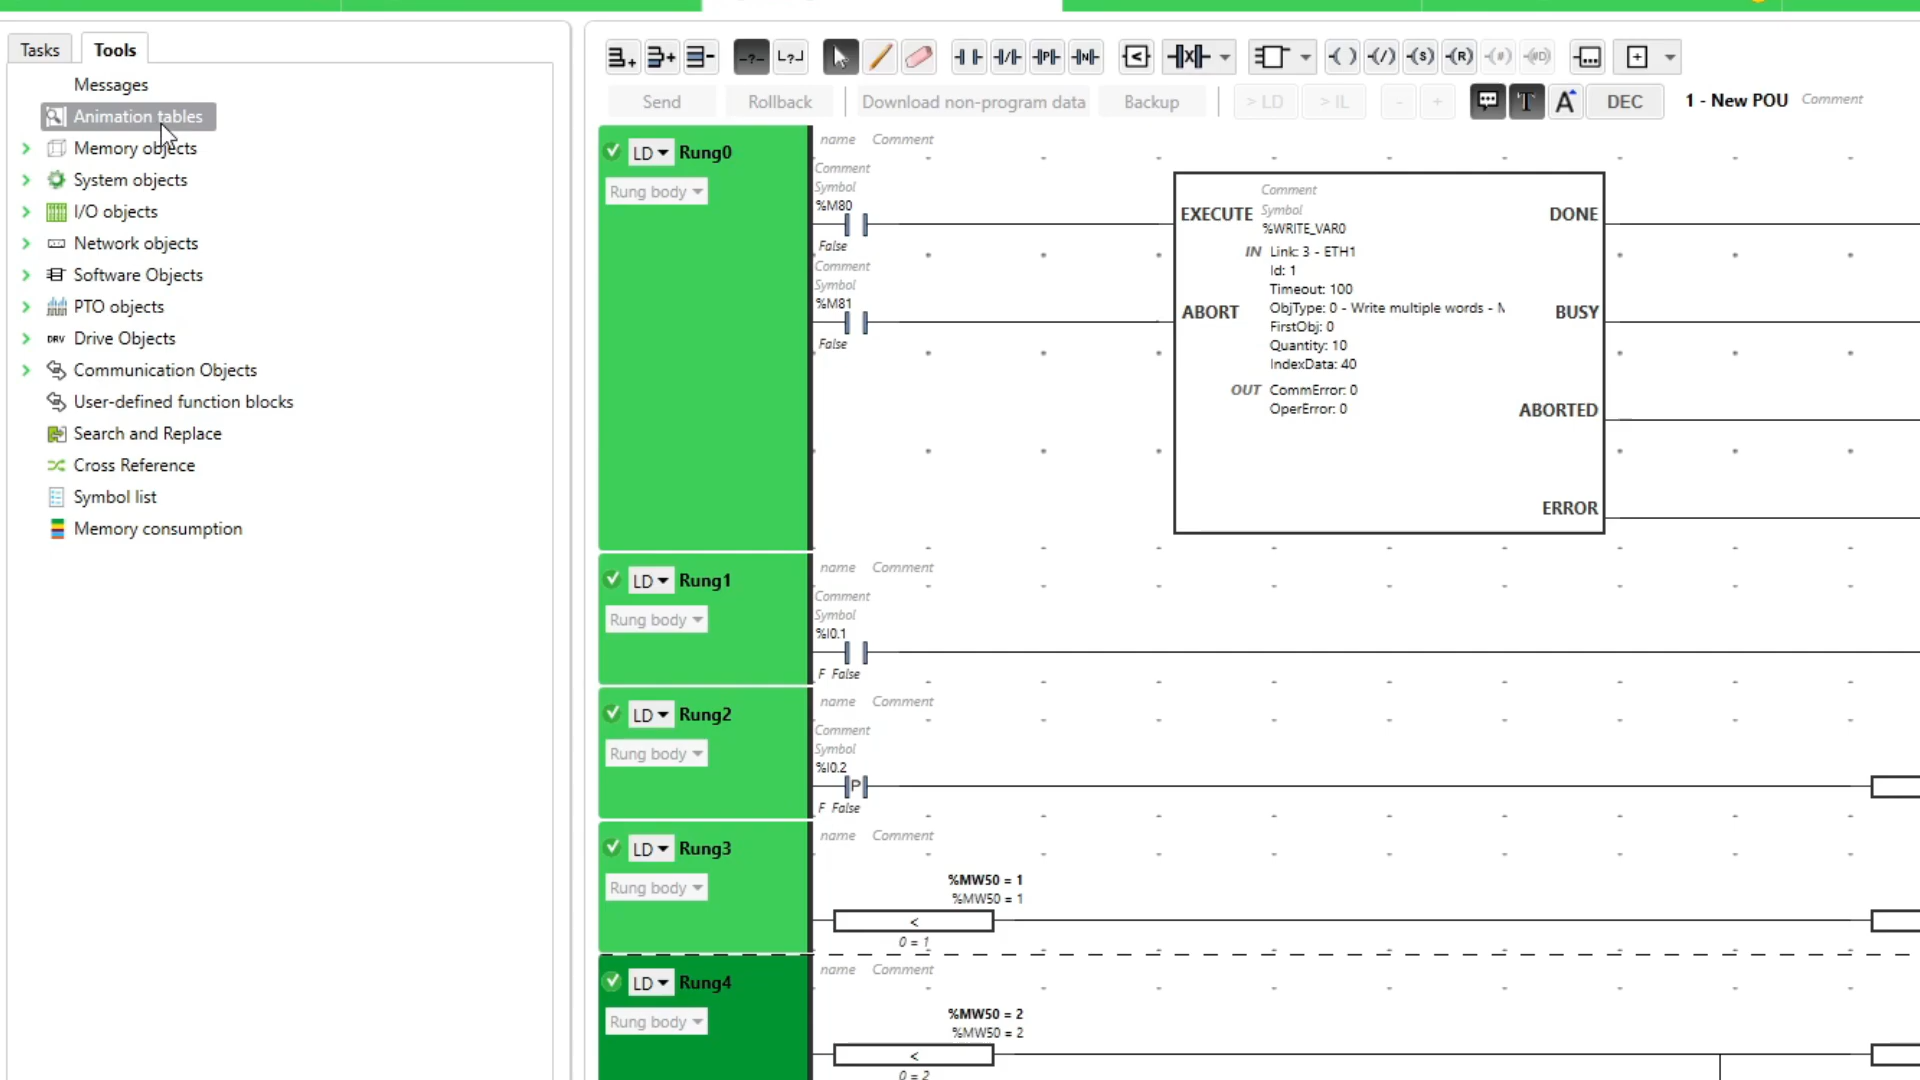 Tasks
Tools
Messages
Animation tables
Memory objects
System objects
I/O objects
Network objects
Software Objects
PTO objects
DRV Drive Objects
Communication Objects
User-defined function blocks
Search and Replace
Cross Reference
Symbol list
Memory consumption
Send
Rollback
Download non-program data
Backup
> LD
> IL
-
+
T
A
DEC
1 - New POU
Comment
LD
Rung0
Rung body
name Comment
Comment
Symbol
%M80
False
Comment
Symbol
%M81
False
EXECUTE
ABORT
Comment
Symbol
%WRITE_VAR0
IN Link: 3 - ETH1
Id: 1
Timeout: 100
ObjType: 0 - Write multiple words - M
FirstObj: 0
Quantity: 10
IndexData: 40
OUT CommError: 0
OperError: 0
DONE
BUSY
ABORTED
ERROR
LD
Rung1
Rung body
name Comment
Comment
Symbol
%I0.1
F False
LD
Rung2
Rung body
name Comment
Comment
Symbol
%I0.2
P
F False
LD
Rung3
Rung body
name Comment
%MW50 = 1
%MW50 = 1
<
0 = 1
LD
Rung4
Rung body
name Comment
%MW50 = 2
%MW50 = 2
<
0 = 2